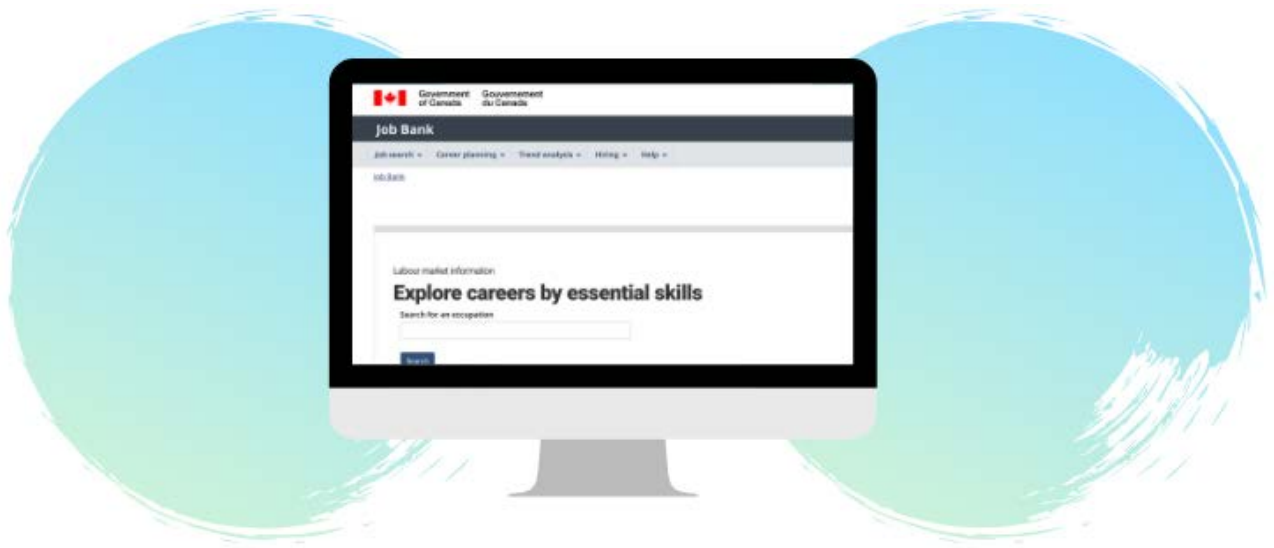 Government Gouvernement
of Canada du Canada
Job Bank
Job search Career planning Trend analysis Hiring Help
Job Bank
Labour market information
Explore careers by essential skills
Search for an occupation
Search